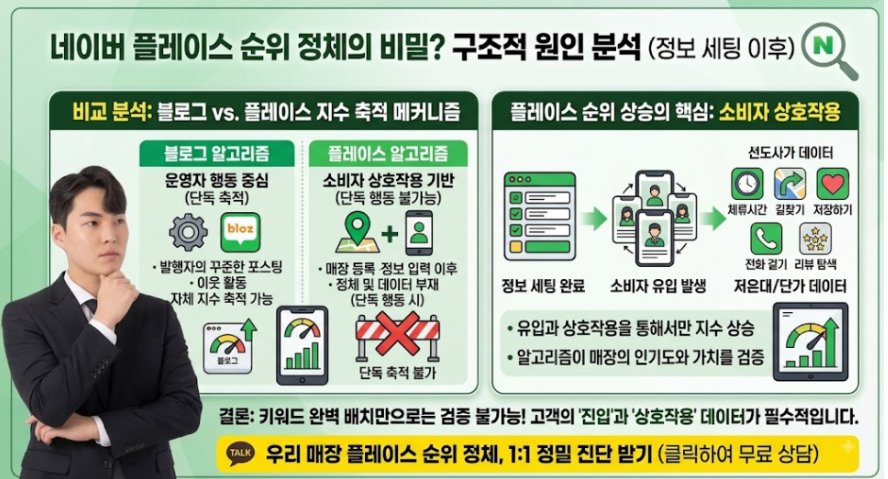 네이버 플레이스 순위 정체의 비밀? 구조적 원인 분석 (정보 세팅 이후)
N
비교 분석: 블로그 vs. 플레이스 지수 축적 메커니즘
블로그 알고리즘
운영자 행동 중심
(단독 축적)
bloz
• 발행자의 꾸준한 포스팅
• 이웃 활동
자체 지수 축적 가능
블로그
플레이스 알고리즘
소비자 상호작용 기반
(단독 행동 불가능)
• 매장 등록 정보 입력 이후
• 정체 및 데이터 부재
(단독 행동 시)
단독 축적 불가
플레이스 순위 상승의 핵심: 소비자 상호작용
정보 세팅 완료
소비자 유입 발생
선도사가 데이터
체류시간
길찾기
저장하기
전화 걸기
리뷰 탐색
저은대/단가 데이터
• 유입과 상호작용을 통해서만 지수 상승
• 알고리즘이 매장의 인기도와 가치를 검증
결론: 키워드 완벽 배치만으로는 검증 불가능! 고객의 '진입'과 '상호작용' 데이터가 필수적입니다.
TALK
우리 매장 플레이스 순위 정체, 1:1 정밀 진단 받기 (클릭하여 무료 상담)